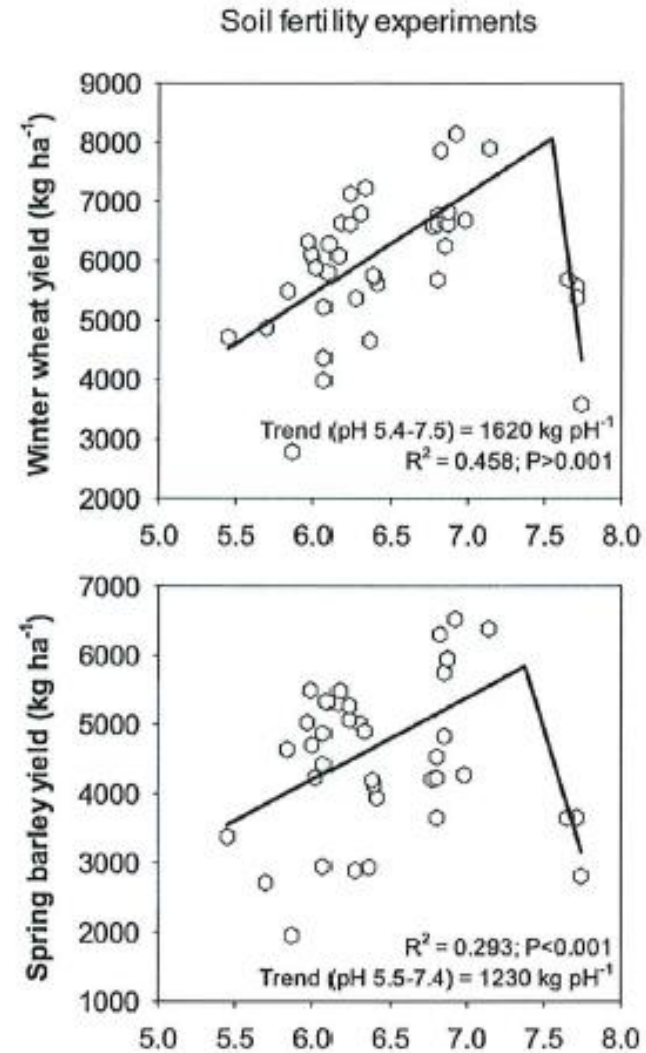 Soil fertility experiments
Winter wheat yield (kg ha⁻¹)
9000
8000
7000
6000
5000
4000
3000
2000
Trend (pH 5.4-7.5) = 1620 kg pH⁻¹
R² = 0.458; P>0.001
5.0 5.5 6.0 6.5 7.0 7.5 8.0
Spring barley yield (kg ha⁻¹)
7000
6000
5000
4000
3000
2000
1000
R² = 0.293; P<0.001
Trend (pH 5.5-7.4) = 1230 kg pH⁻¹
5.0 5.5 6.0 6.5 7.0 7.5 8.0